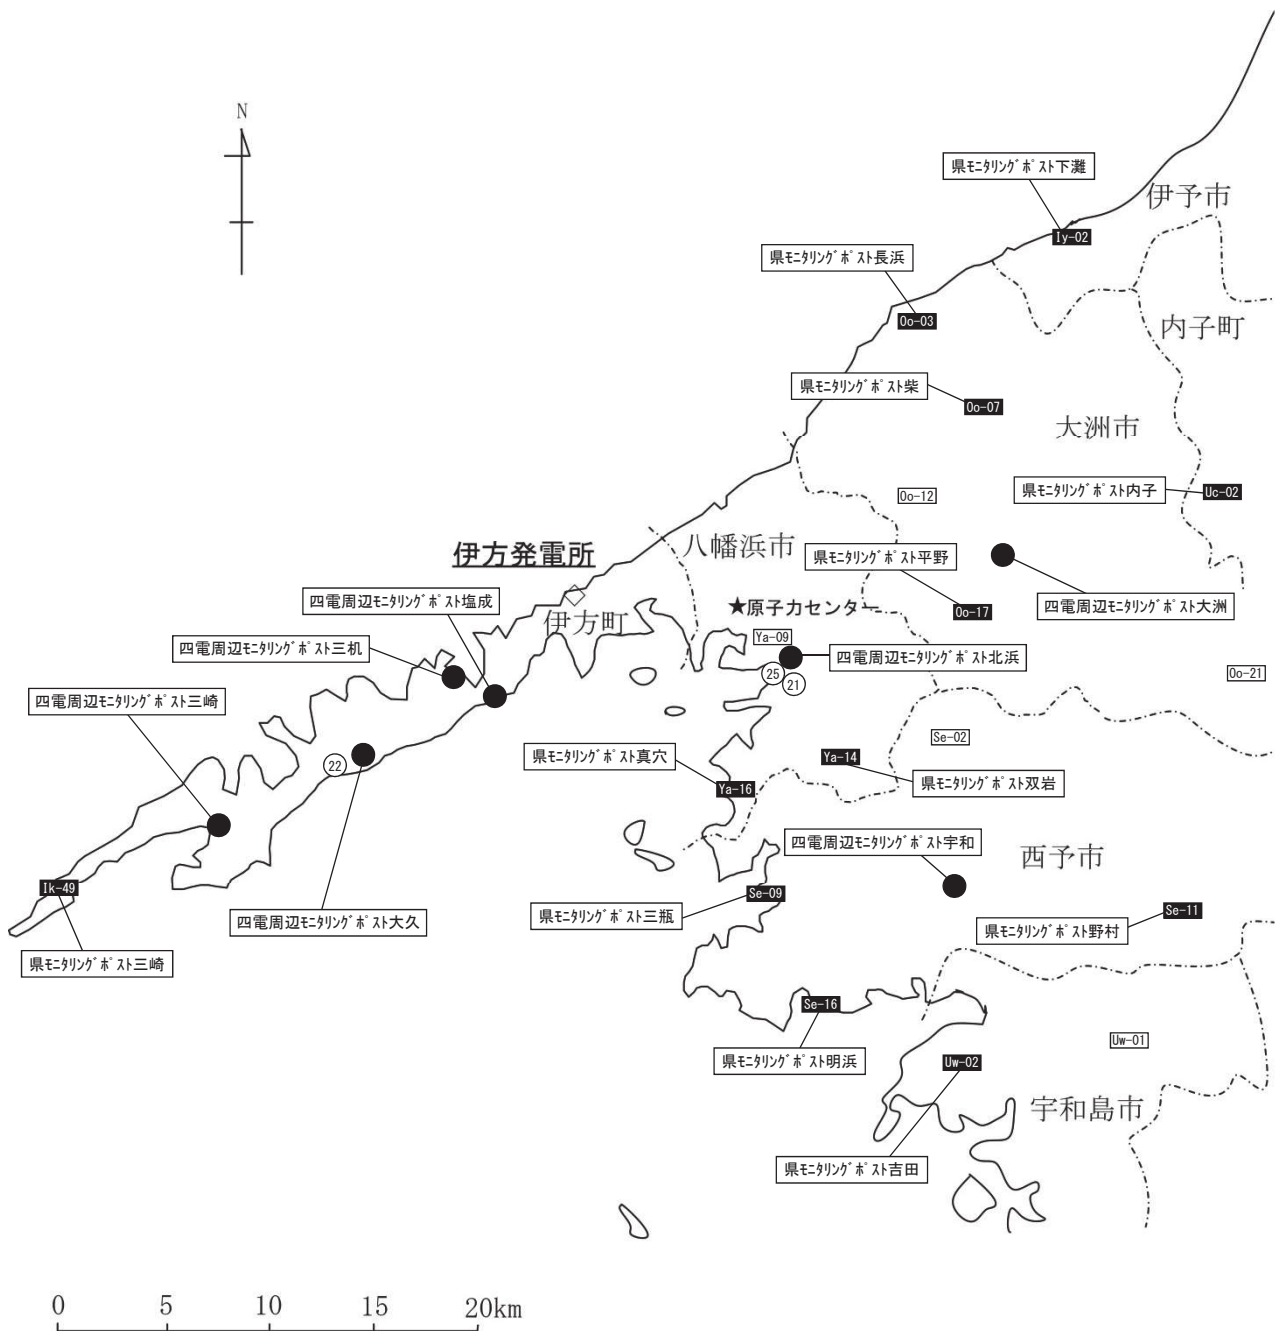 N
県ﾓﾆﾀﾘﾝｸﾞﾎﾟｽﾄ下灘
伊予市
Iy-02
県ﾓﾆﾀﾘﾝｸﾞﾎﾟｽﾄ長浜
Oo-03
内子町
県ﾓﾆﾀﾘﾝｸﾞﾎﾟｽﾄ柴
Oo-07
大洲市
県ﾓﾆﾀﾘﾝｸﾞﾎﾟｽﾄ内子
Uc-02
Oo-12
八幡浜市
伊方発電所
県ﾓﾆﾀﾘﾝｸﾞﾎﾟｽﾄ平野
四電周辺ﾓﾆﾀﾘﾝｸﾞﾎﾟｽﾄ塩成
★原子力センター
Oo-17
四電周辺ﾓﾆﾀﾘﾝｸﾞﾎﾟｽﾄ大洲
伊方町
Ya-09
四電周辺ﾓﾆﾀﾘﾝｸﾞﾎﾟｽﾄ三机
四電周辺ﾓﾆﾀﾘﾝｸﾞﾎﾟｽﾄ北浜
25
21
Oo-21
四電周辺ﾓﾆﾀﾘﾝｸﾞﾎﾟｽﾄ三崎
Se-02
県ﾓﾆﾀﾘﾝｸﾞﾎﾟｽﾄ真穴
Ya-14
22
Ya-16
県ﾓﾆﾀﾘﾝｸﾞﾎﾟｽﾄ双岩
四電周辺ﾓﾆﾀﾘﾝｸﾞﾎﾟｽﾄ宇和
西予市
Ik-49
Se-09
県ﾓﾆﾀﾘﾝｸﾞﾎﾟｽﾄ三瓶
Se-11
四電周辺ﾓﾆﾀﾘﾝｸﾞﾎﾟｽﾄ大久
県ﾓﾆﾀﾘﾝｸﾞﾎﾟｽﾄ野村
県ﾓﾆﾀﾘﾝｸﾞﾎﾟｽﾄ三崎
Se-16
Uw-01
県ﾓﾆﾀﾘﾝｸﾞﾎﾟｽﾄ明浜
Uw-02
宇和島市
県ﾓﾆﾀﾘﾝｸﾞﾎﾟｽﾄ吉田
0 5 10 15 20km